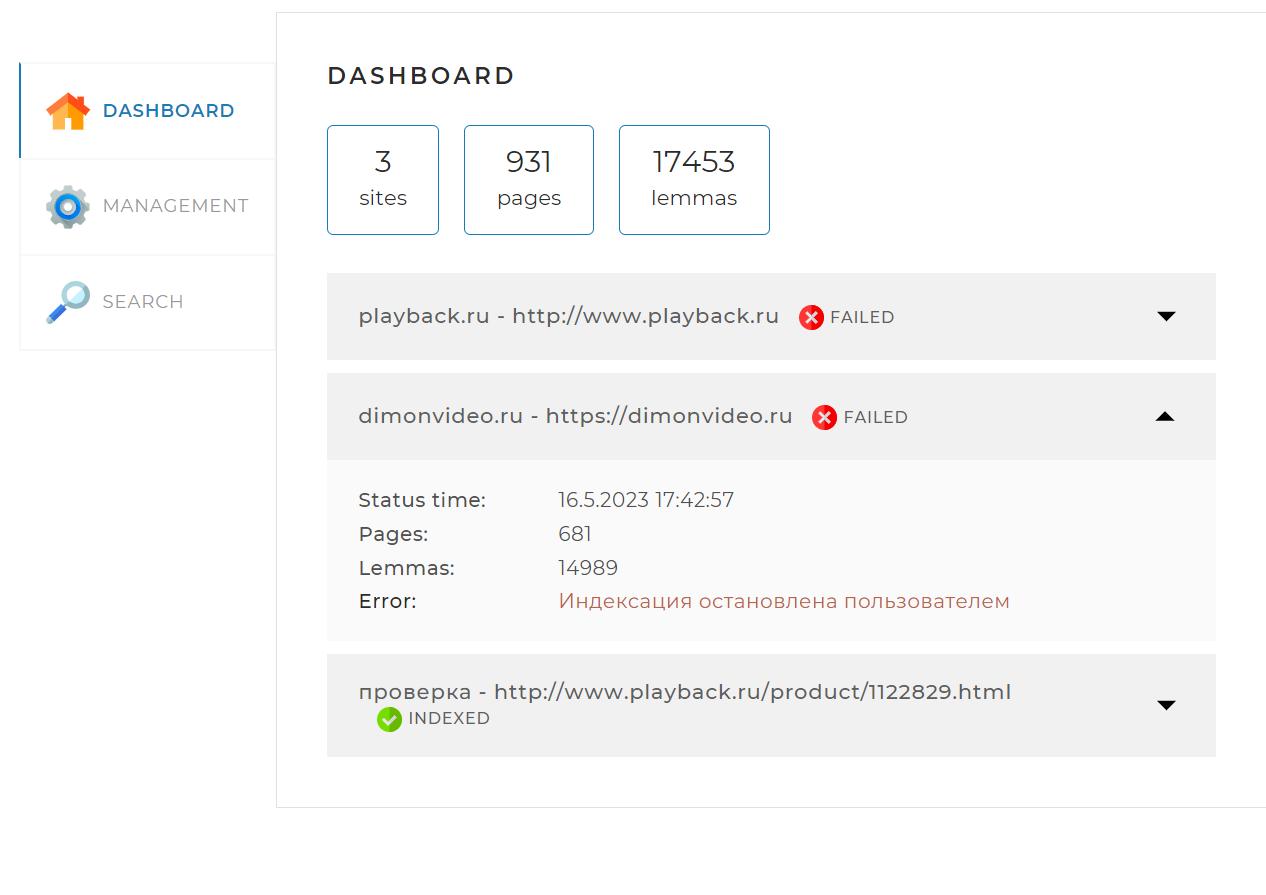 DASHBOARD
MANAGEMENT
SEARCH
DASHBOARD
3
sites
931
pages
17453
lemmas
playback.ru - http://www.playback.ru FAILED
dimonvideo.ru - https://dimonvideo.ru FAILED
Status time: 16.5.2023 17:42:57
Pages: 681
Lemmas: 14989
Error: Индексация остановлена пользователем
проверка - http://www.playback.ru/product/1122829.html
INDEXED